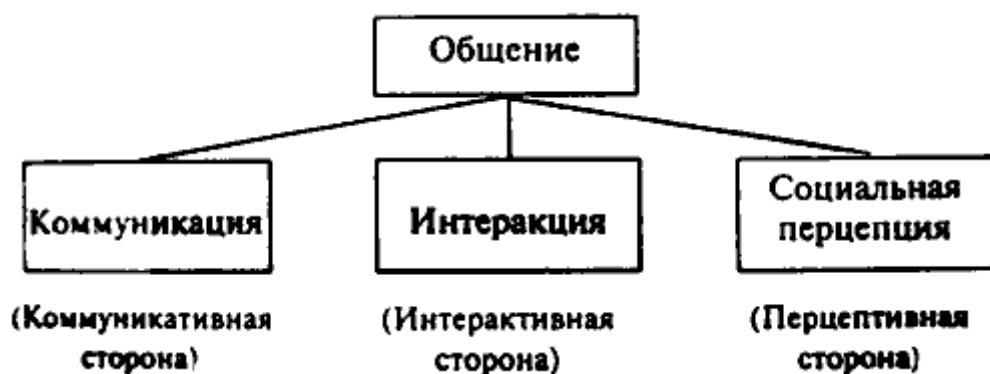 Общение
Коммуникация
Интеракция
Социальная
перцепция
(Коммуникативная
сторона)
(Интерактивная
сторона)
(Перцептивная
сторона)